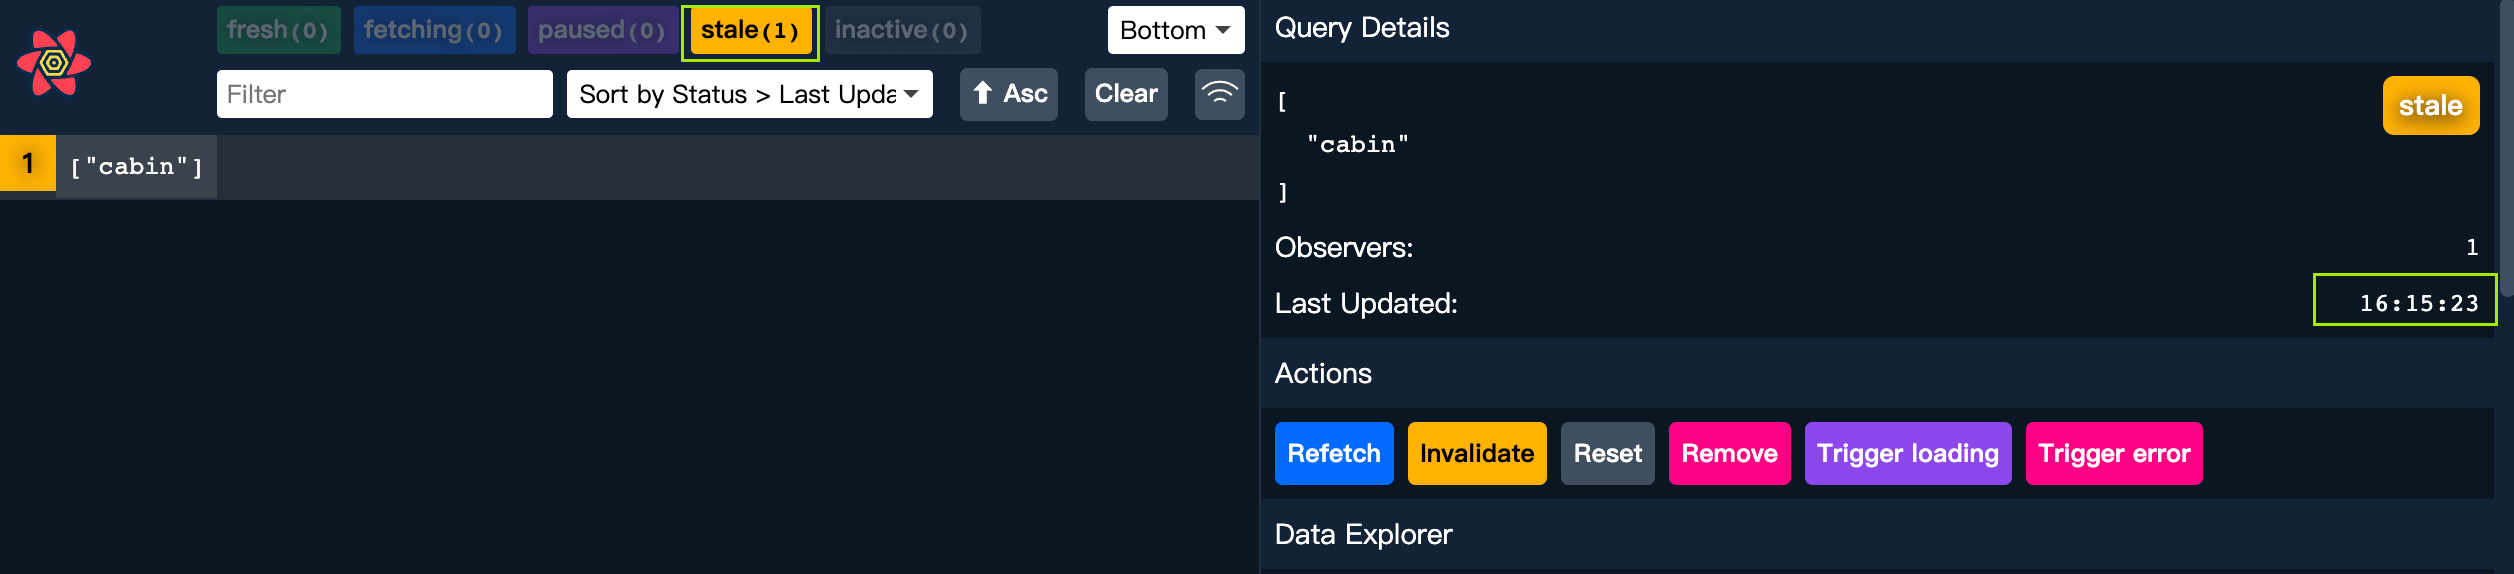 fresh(0) fetching(0) paused(0) stale(1) inactive(0) Bottom
Filter Sort by Status > Last Upda Asc Clear
1 ["cabin"]
Query Details
[
"cabin"
]
stale
Observers: 1
Last Updated: 16:15:23
Actions
Refetch Invalidate Reset Remove Trigger loading Trigger error
Data Explorer